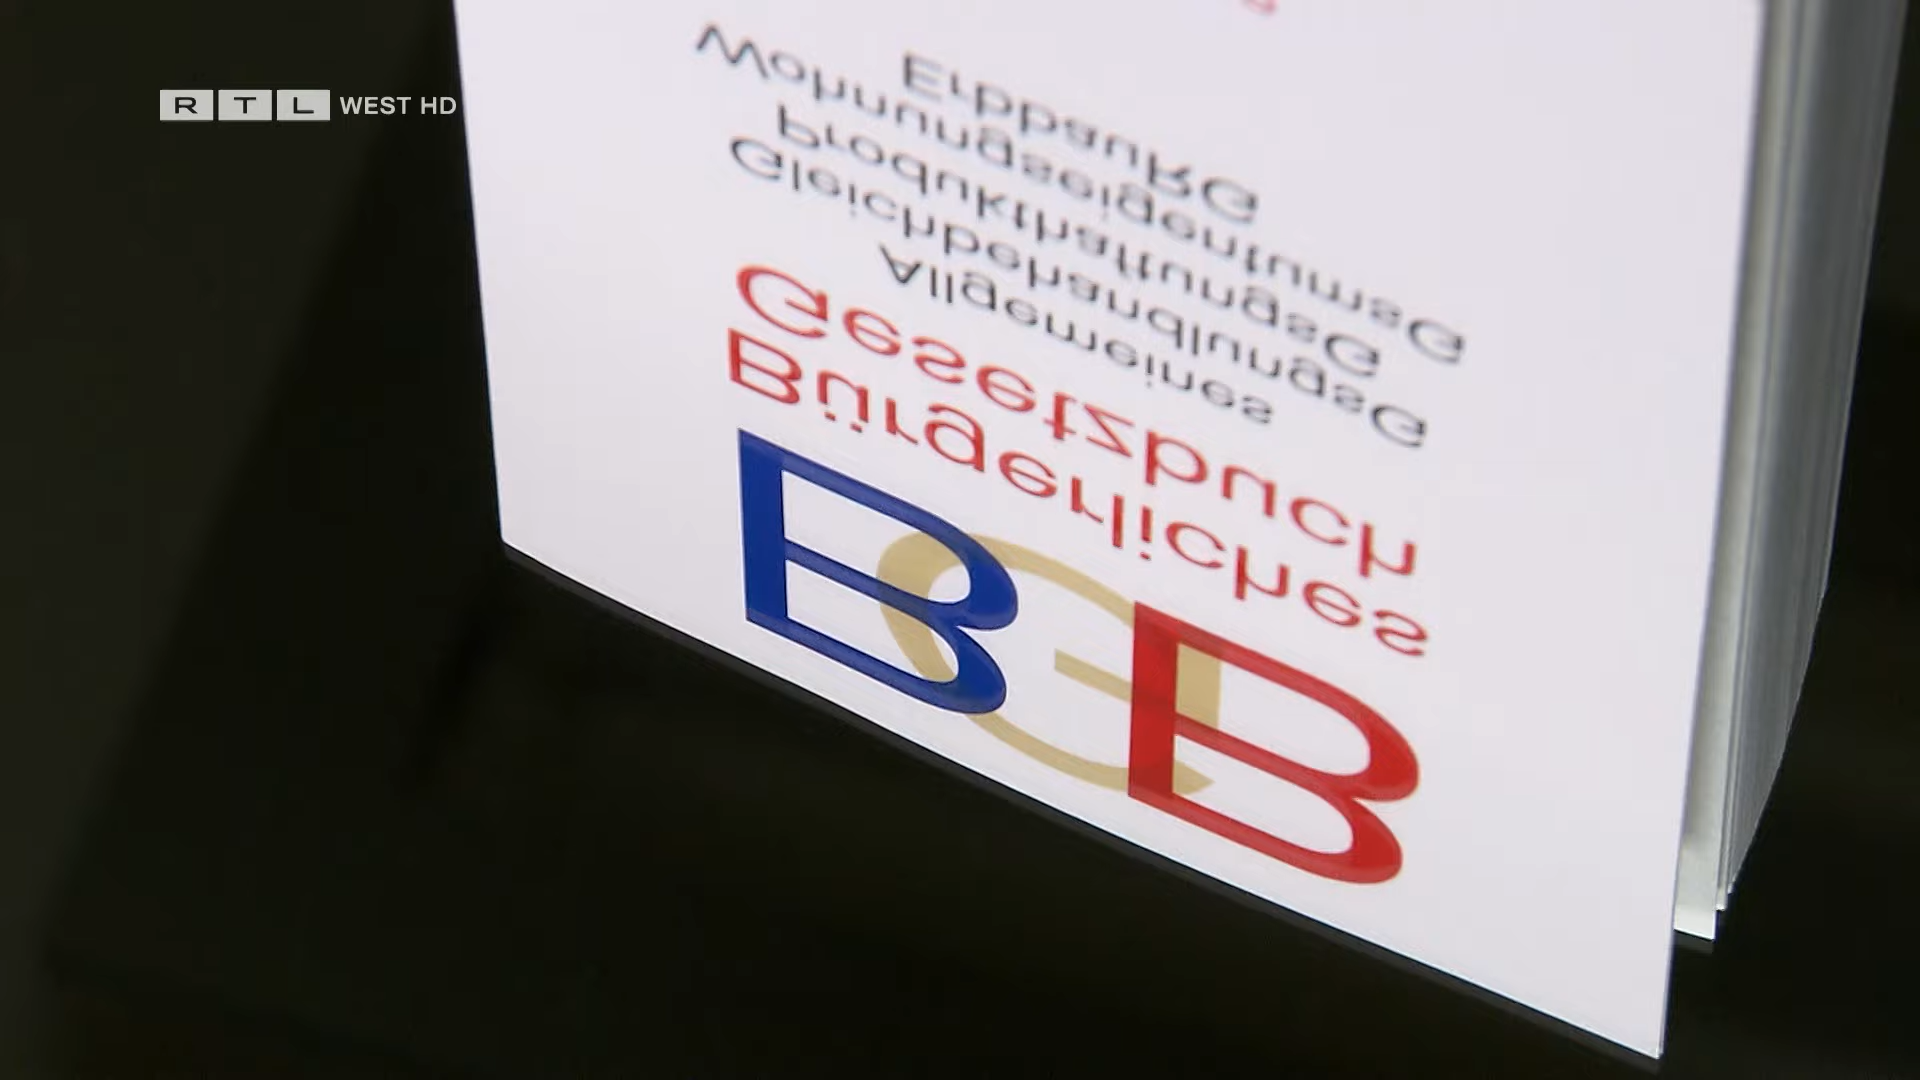 RTL WEST HD
BGB
Bürgerliches
Gesetzbuch
Allgemeines
GleichbehandlungsG
ProdukthaftungsG
WohnungseigentumsG
ErbbauRG